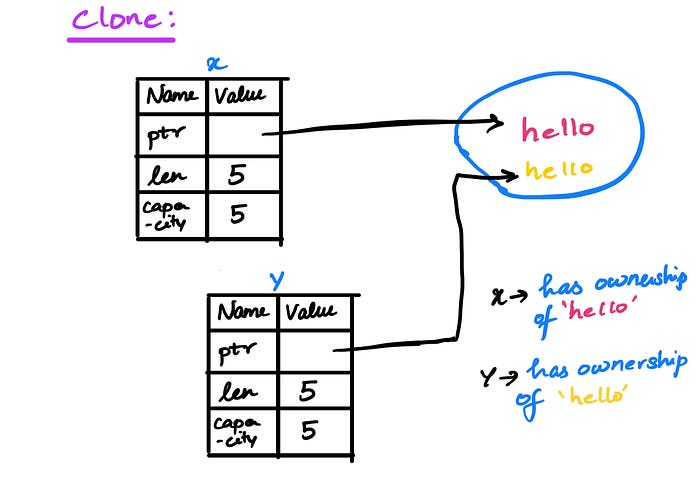 Clone:
x
Name Value
ptr
len 5
capa
-city 5
hello
hello
Y
Name Value
ptr
len 5
capa
-city 5
x → has ownership
of 'hello'
Y → has ownership
of 'hello'